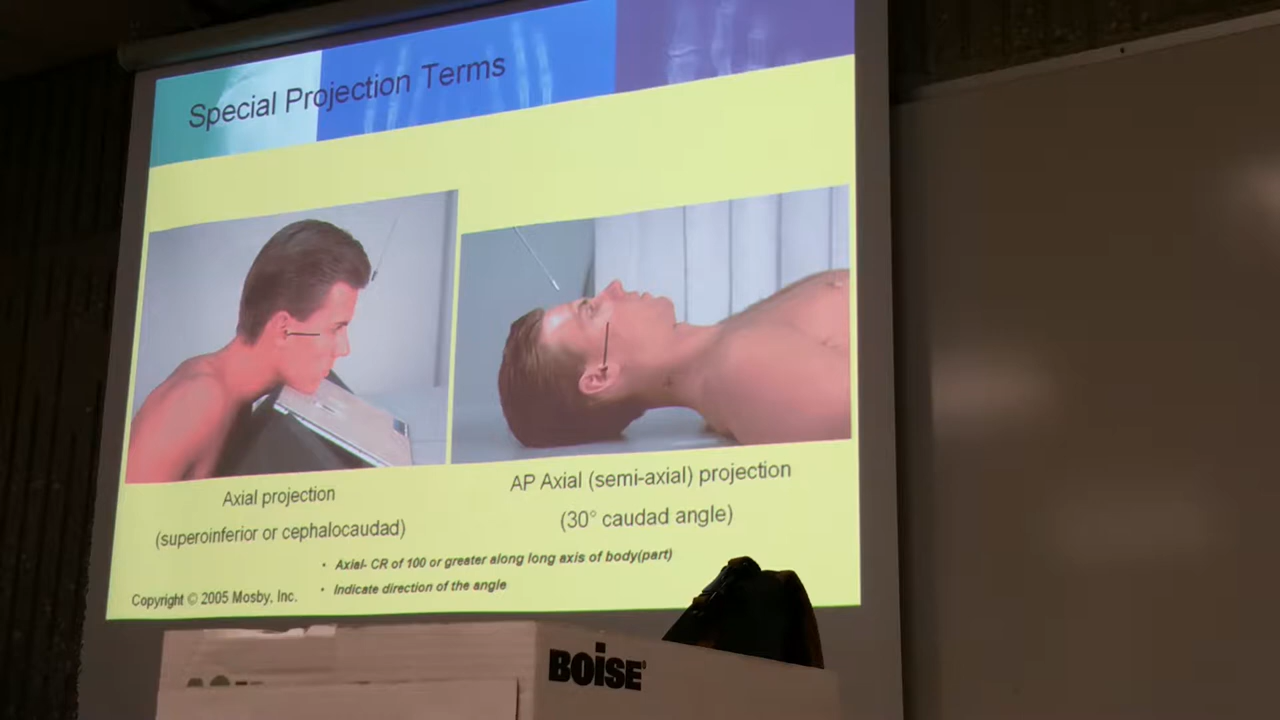 Special Projection Terms
Axial projection
(superoinferior or cephalocaudad)
AP Axial (semi-axial) projection
(30° caudad angle)
• Axial- CR of 100 or greater along long axis of body(part)
• Indicate direction of the angle
Copyright © 2005 Mosby, Inc.
BOISE®